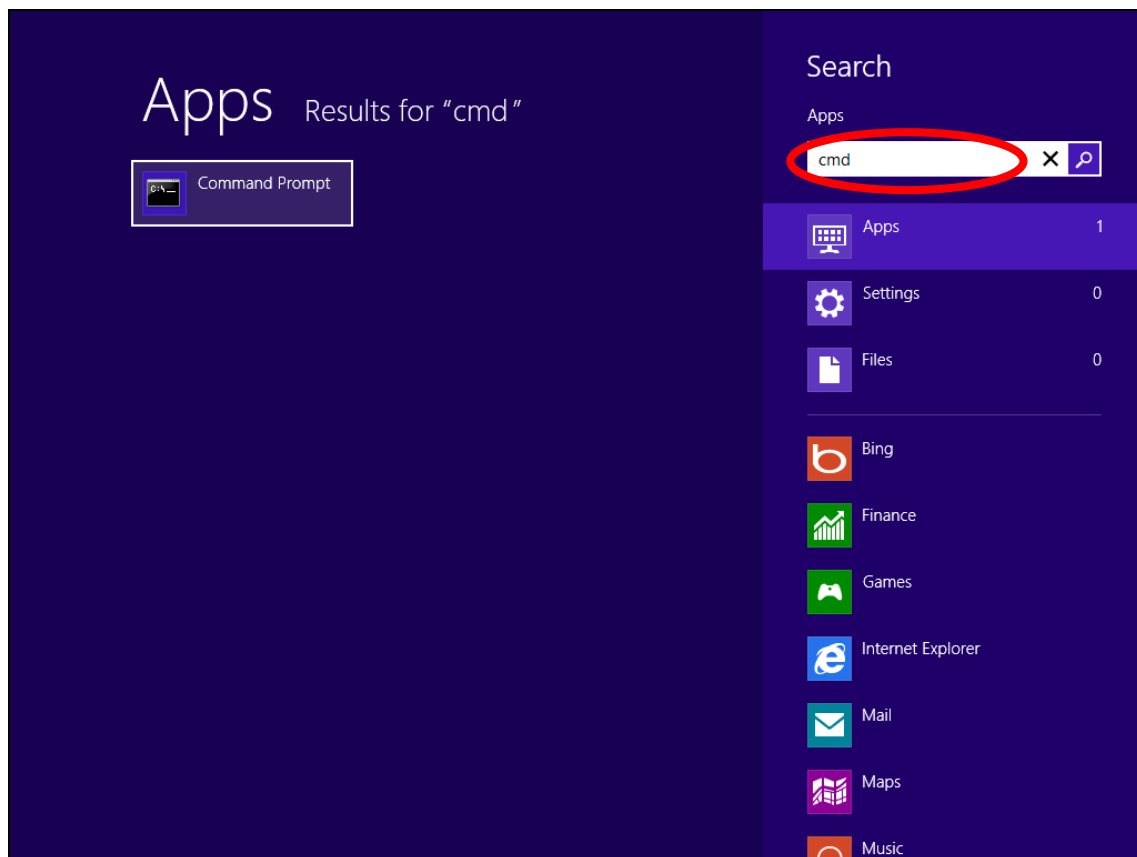 Apps Results for "cmd"
Command Prompt
Search
Apps
cmd
Apps 1
Settings 0
Files 0
Bing
Finance
Games
Internet Explorer
Mail
Maps
Music